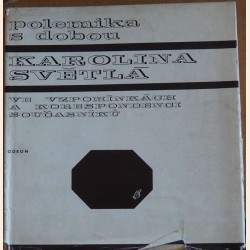 polemika
s dobou
KAROLINA
SVĚTLÁ
VE VZPOMÍNKÁCH
A KORESPONDENCI
SOUČASNÍKŮ
ODEON